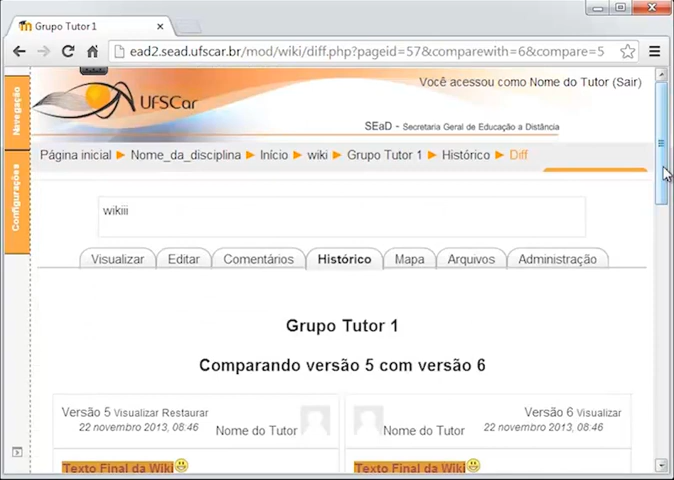 Grupo Tutor 1
ead2.sead.ufscar.br/mod/wiki/diff.php?pageid=57&comparewith=6&compare=5
Você acessou como Nome do Tutor (Sair)
UFSCar
SEaD - Secretaria Geral de Educação a Distância
Navegação
Configurações
Página inicial ► Nome_da_disciplina ► Início ► wiki ► Grupo Tutor 1 ► Histórico ► Diff
wikiii
Visualizar Editar Comentários Histórico Mapa Arquivos Administração
Grupo Tutor 1
Comparando versão 5 com versão 6
Versão 5 Visualizar Restaurar
22 novembro 2013, 08:46
Nome do Tutor
Versão 6 Visualizar
22 novembro 2013, 08:46
Nome do Tutor
Texto Final da Wiki
Texto Final da Wiki